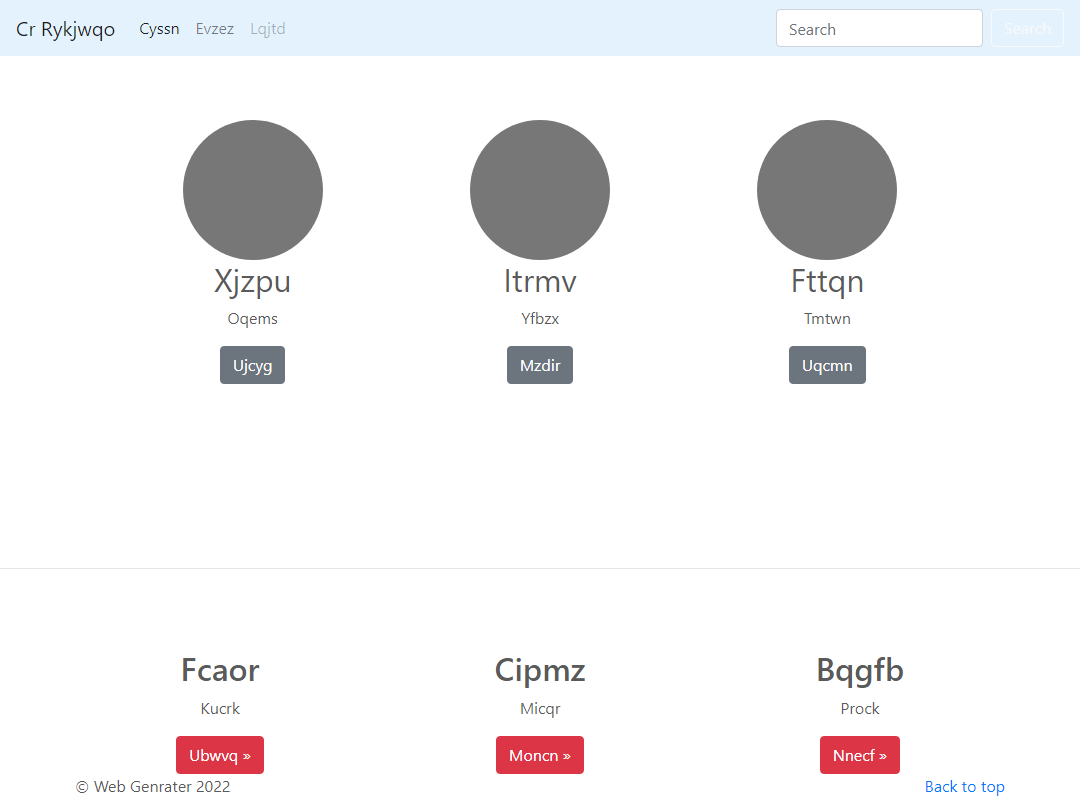 Cr Rykjwqo Cyssn Evzez Lqjtd Search Search
Xjzpu Itrmv Fttqn
Oqems Yfbzx Tmtwn
Ujcyg Mzdir Uqcmn
Fcaor Cipmz Bqgfb
Kucrk Micqr Prock
Ubwvq » Moncn » Nnecf »
© Web Genrater 2022 Back to top